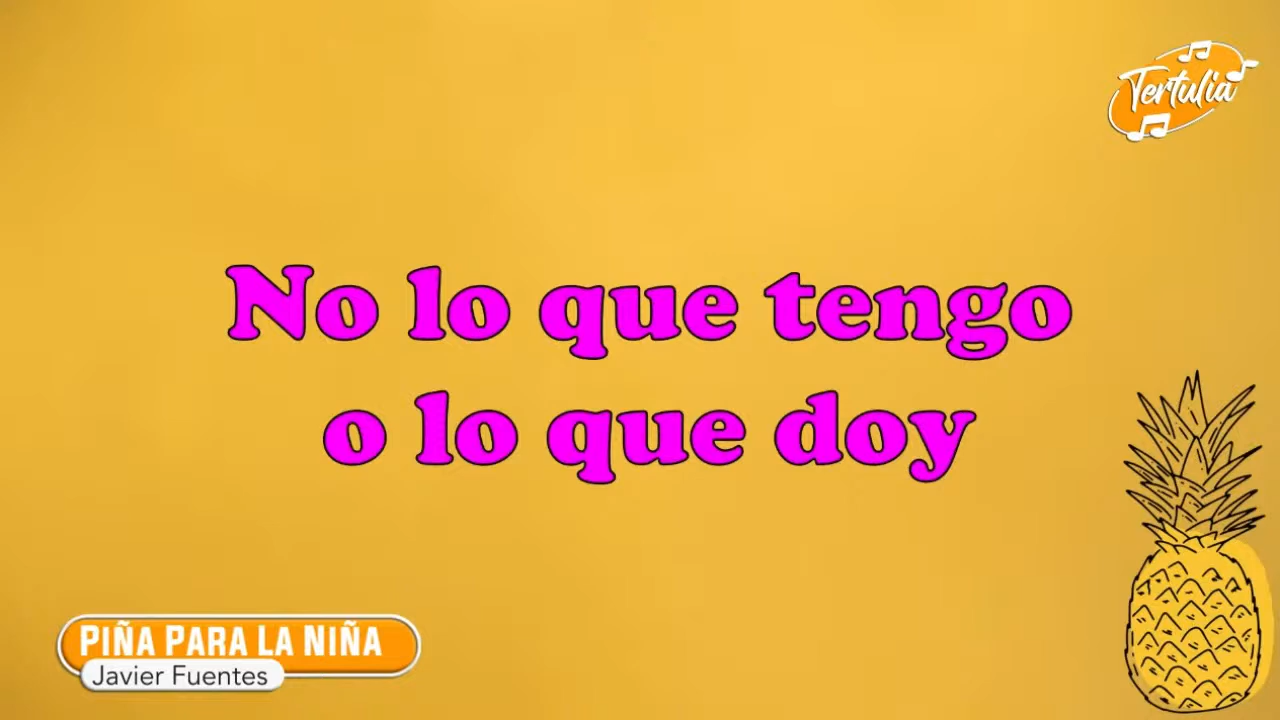 Tertulia
No lo que tengo
o lo que doy
PIÑA PARA LA NIÑA
Javier Fuentes